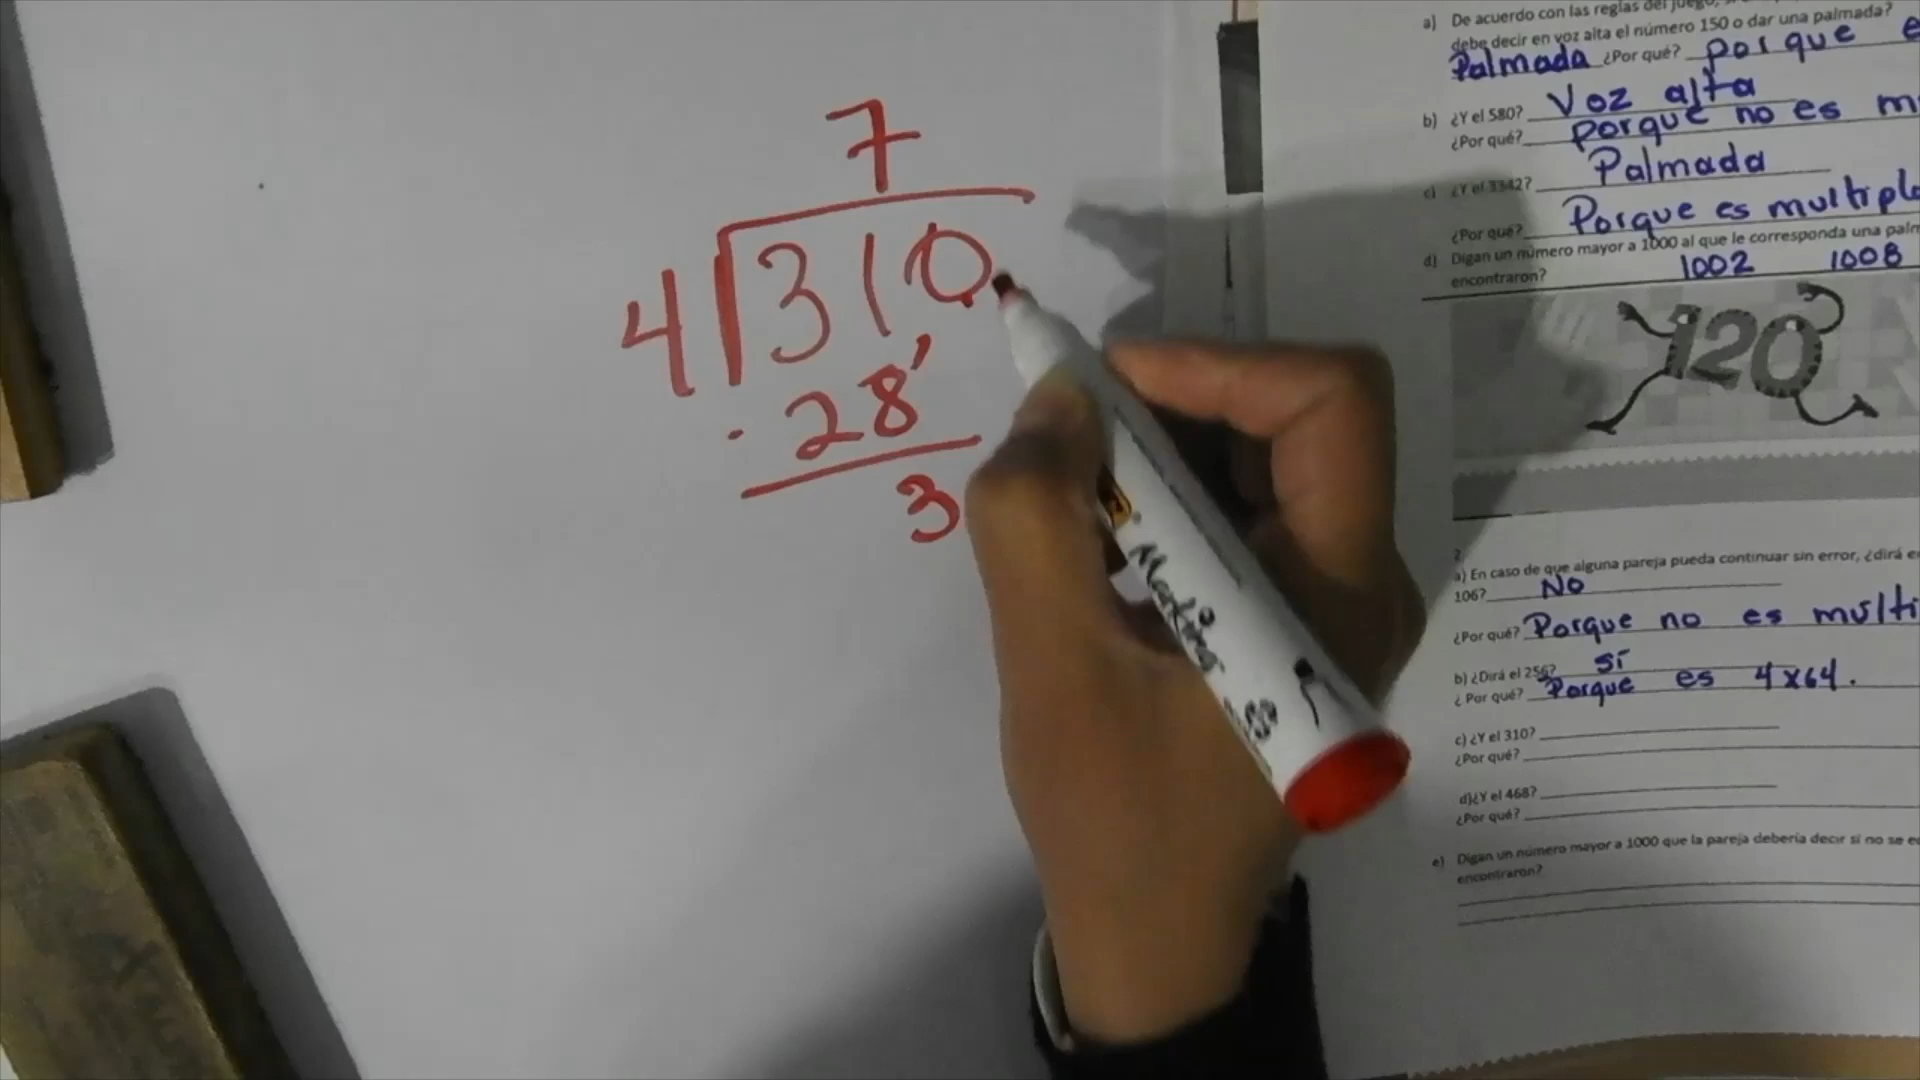 7
4 310
28
3
a) De acuerdo con las reglas del juego,
debe decir en voz alta el número 150 o dar una palmada?
Palmada ¿Por qué? porque e
b) ¿Y el 580? Voz alta
¿Por qué? porque no es m
c) ¿Y el 3342? Palmada
¿Por qué? Porque es multiplo
d) Digan un número mayor a 1000 al que le corresponda una palm
encontraron? 1002 1008
120
2.
a) En caso de que alguna pareja pueda continuar sin error, ¿dirá e
106? No
¿Por qué? Porque no es multi
b) ¿Dirá el 256? sí
¿Por qué? Porque es 4x64.
c) ¿Y el 310?
¿Por qué?
d)¿Y el 468?
¿Por qué?
e) Digan un número mayor a 1000 que la pareja debería decir si no se e
encontraron?